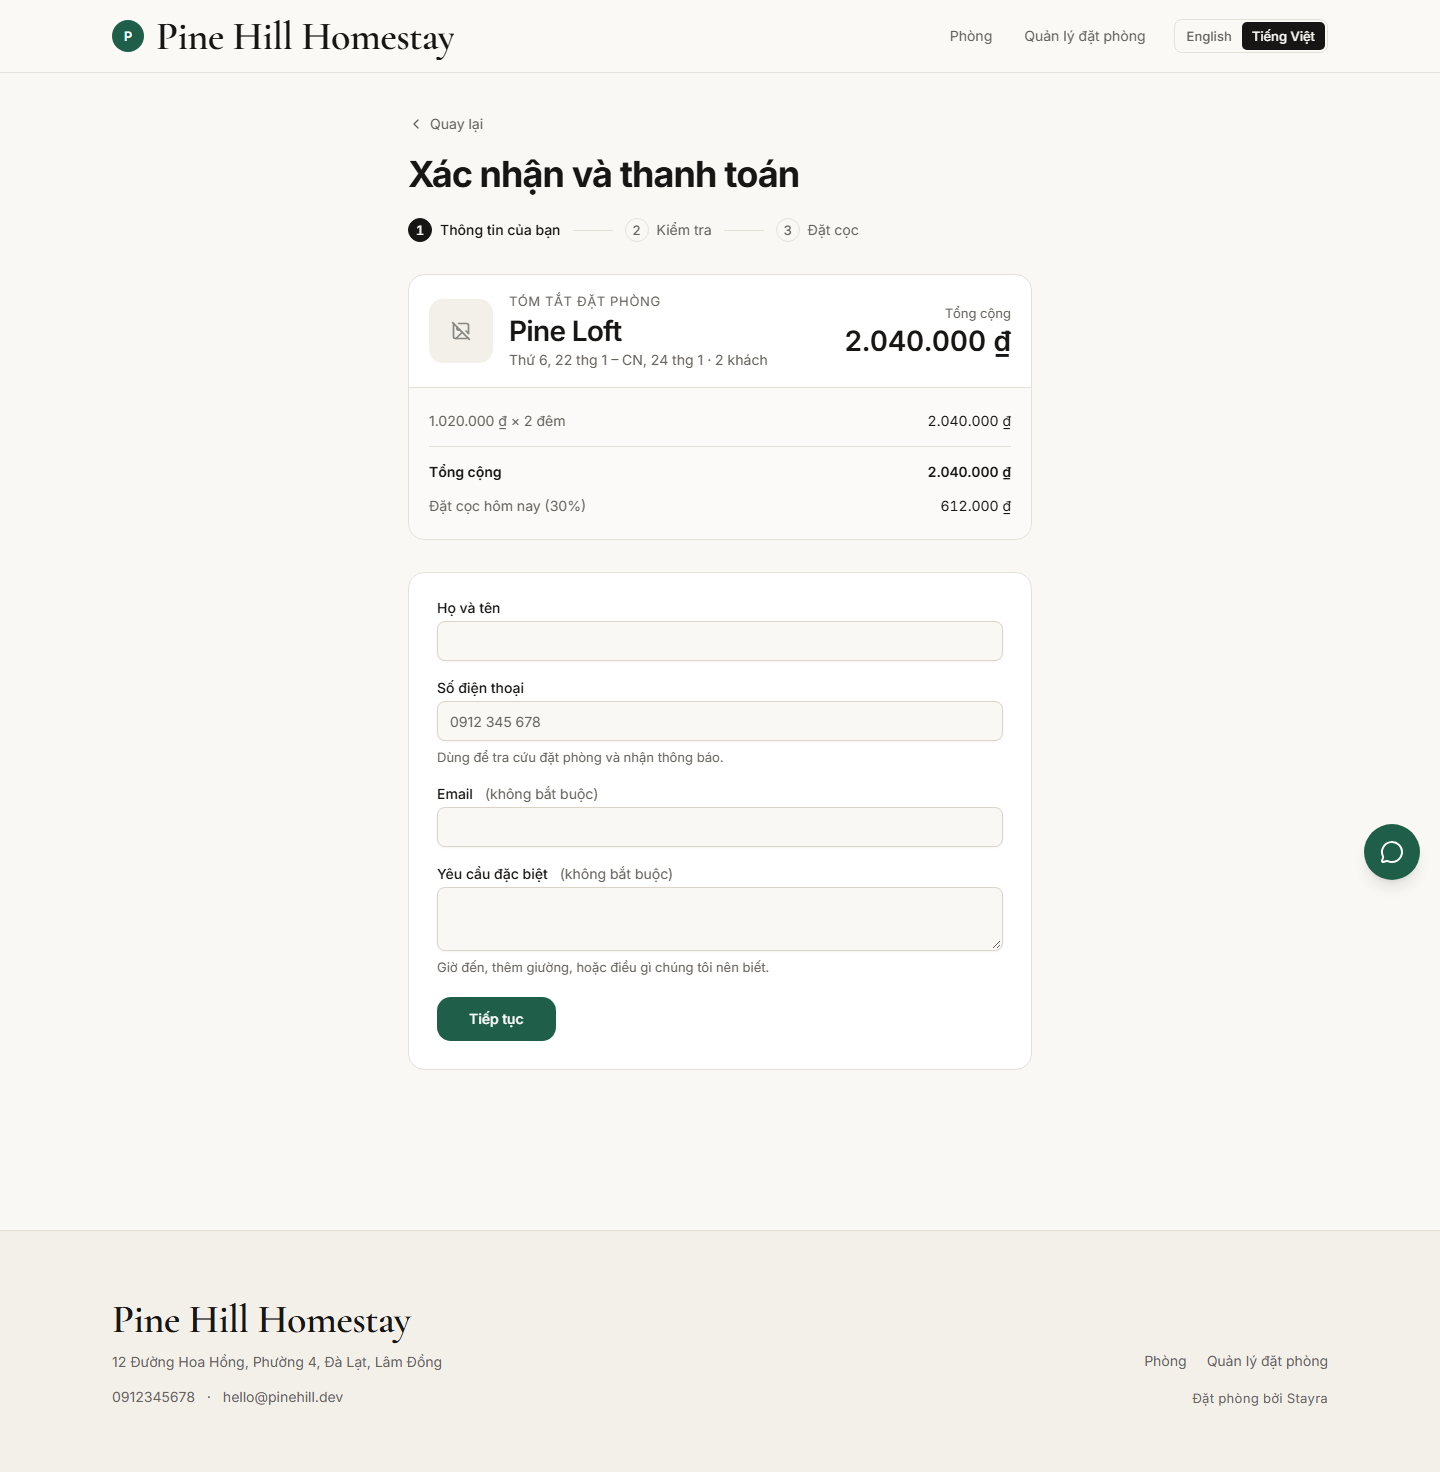 P Pine Hill Homestay
Phòng Quản lý đặt phòng English Tiếng Việt
Quay lại
Xác nhận và thanh toán
1 Thông tin của bạn 2 Kiểm tra 3 Đặt cọc
TÓM TẮT ĐẶT PHÒNG
Pine Loft
Thứ 6, 22 thg 1 – CN, 24 thg 1 · 2 khách
Tổng cộng
2.040.000 ₫
1.020.000 ₫ × 2 đêm 2.040.000 ₫
Tổng cộng 2.040.000 ₫
Đặt cọc hôm nay (30%) 612.000 ₫
Họ và tên
Số điện thoại
0912 345 678
Dùng để tra cứu đặt phòng và nhận thông báo.
Email (không bắt buộc)
Yêu cầu đặc biệt (không bắt buộc)
Giờ đến, thêm giường, hoặc điều gì chúng tôi nên biết.
Tiếp tục
Pine Hill Homestay
12 Đường Hoa Hồng, Phường 4, Đà Lạt, Lâm Đồng
0912345678 · hello@pinehill.dev
Phòng Quản lý đặt phòng
Đặt phòng bởi Stayra